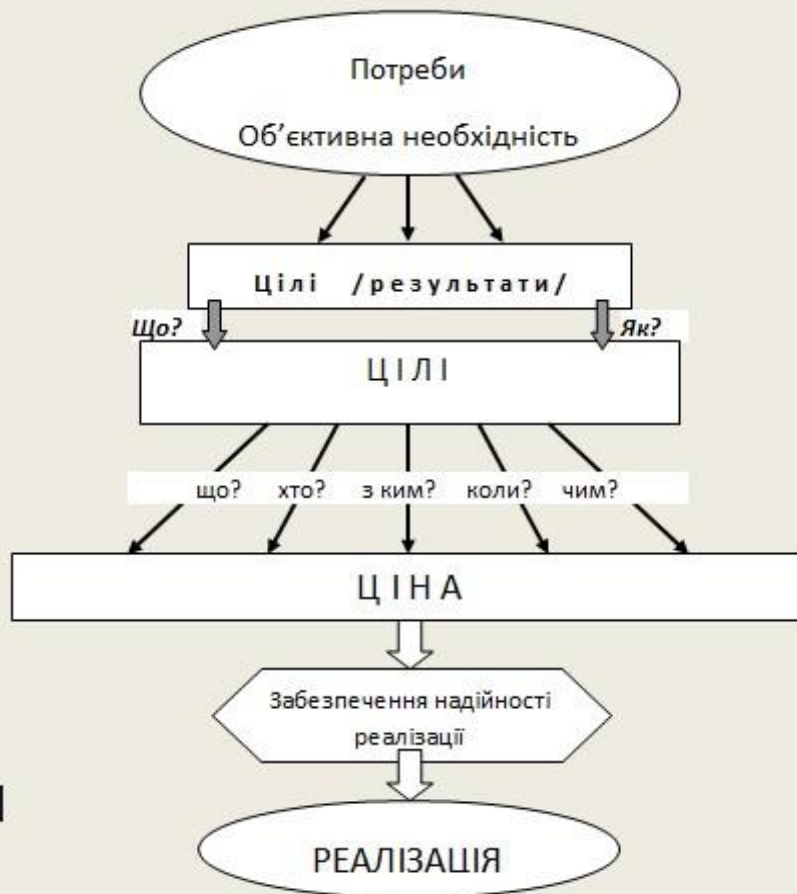 Потреби
Об’єктивна необхідність
Цілі /результати/
Що? Як?
ЦІЛІ
що? хто? з ким? коли? чим?
ЦІНА
Забезпечення надійності
реалізації
РЕАЛІЗАЦІЯ